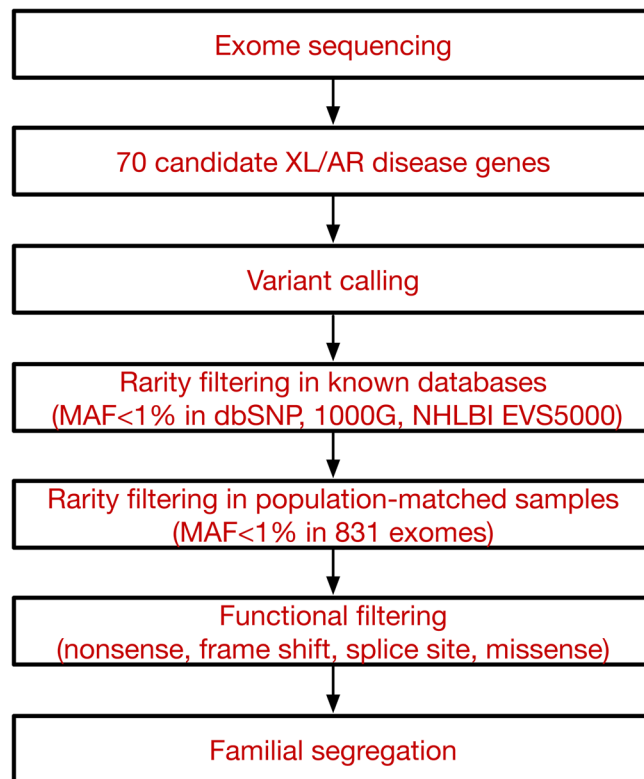 Exome sequencing
70 candidate XL/AR disease genes
Variant calling
Rarity filtering in known databases
(MAF<1% in dbSNP, 1000G, NHLBI EVS5000)
Rarity filtering in population-matched samples
(MAF<1% in 831 exomes)
Functional filtering
(nonsense, frame shift, splice site, missense)
Familial segregation